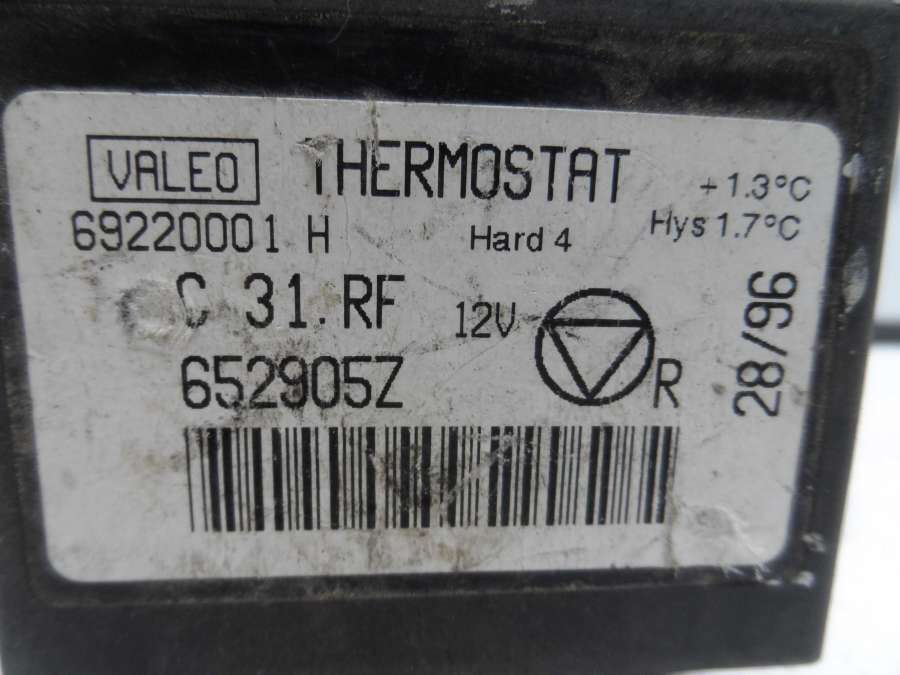 VALEO THERMOSTAT +1.3°C
69220001 H Hard 4 Hys 1.7°C
C 31.RF 12V
652905Z R
28/96